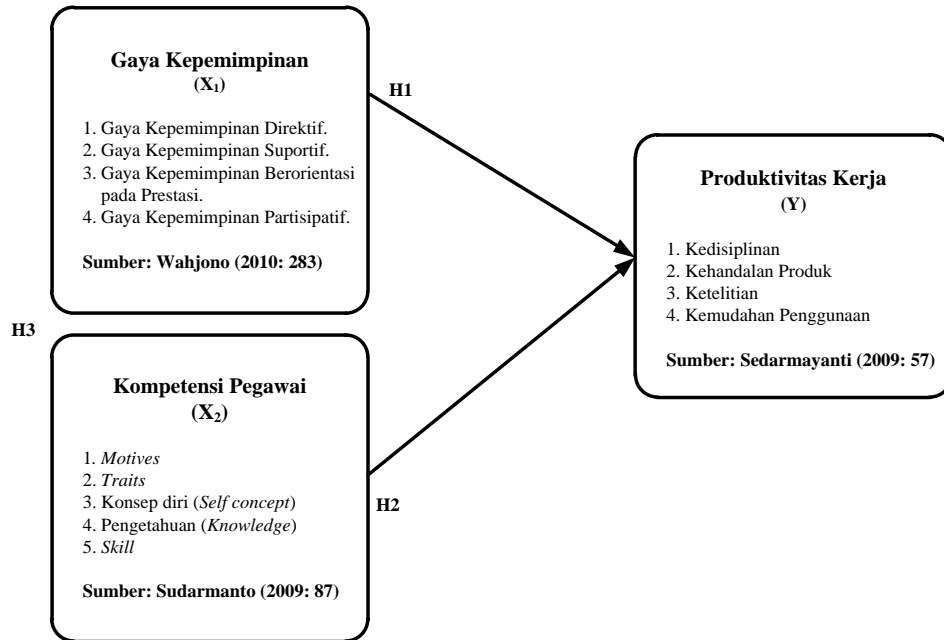 Gaya Kepemimpinan
(X₁)
1. Gaya Kepemimpinan Direktif.
2. Gaya Kepemimpinan Suportif.
3. Gaya Kepemimpinan Berorientasi
pada Prestasi.
4. Gaya Kepemimpinan Partisipatif.
Sumber: Wahjono (2010: 283)
H1
Produktivitas Kerja
(Y)
1. Kedisiplinan
2. Kehandalan Produk
3. Ketelitian
4. Kemudahan Penggunaan
Sumber: Sedarmayanti (2009: 57)
H3
Kompetensi Pegawai
(X₂)
1. Motives
2. Traits
3. Konsep diri (Self concept)
4. Pengetahuan (Knowledge)
5. Skill
Sumber: Sudarmanto (2009: 87)
H2